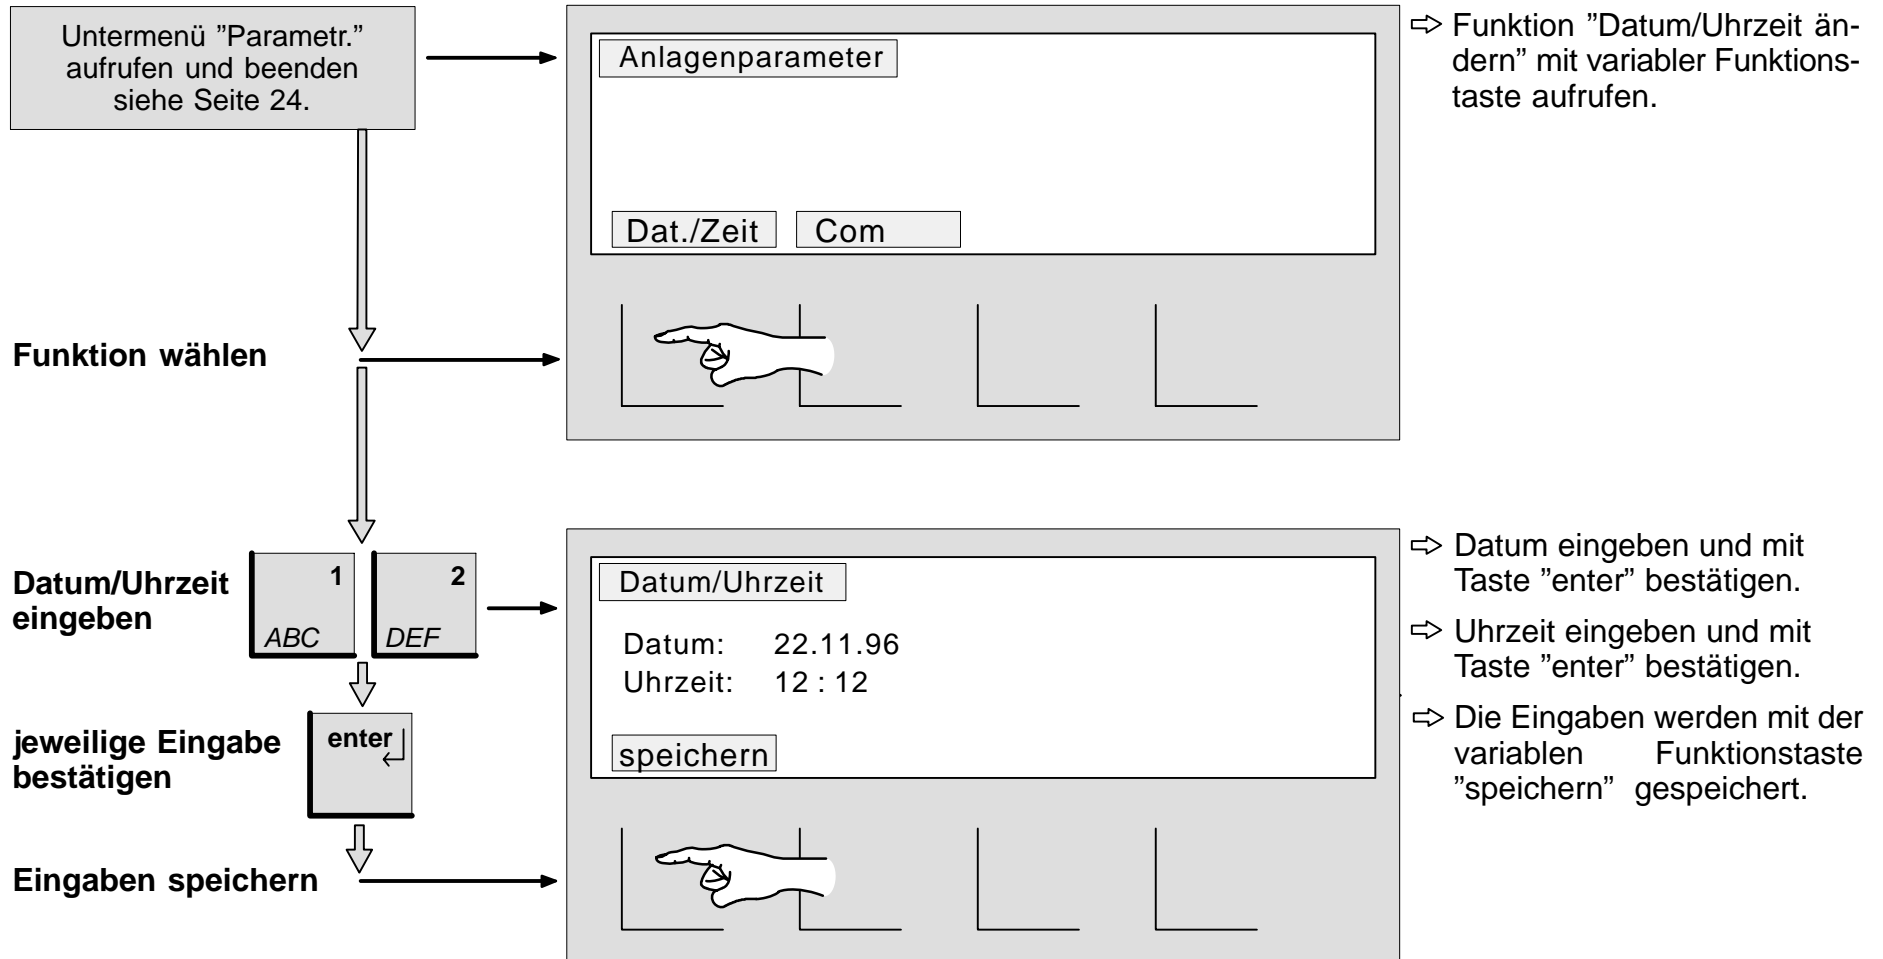 Untermenü ”Parametr.”
aufrufen und beenden
siehe Seite 24.
Anlagenparameter
Dat./Zeit
Com
⇨ Funktion ”Datum/Uhrzeit än-
dern” mit variabler Funktions-
taste aufrufen.
Funktion wählen
Datum/Uhrzeit
eingeben
1
ABC
2
DEF
Datum/Uhrzeit
Datum: 22.11.96
Uhrzeit: 12 : 12
speichern
⇨ Datum eingeben und mit
Taste ”enter” bestätigen.
⇨ Uhrzeit eingeben und mit
Taste ”enter” bestätigen.
⇨ Die Eingaben werden mit der
variablen Funktionstaste
”speichern” gespeichert.
jeweilige Eingabe
bestätigen
enter
Eingaben speichern